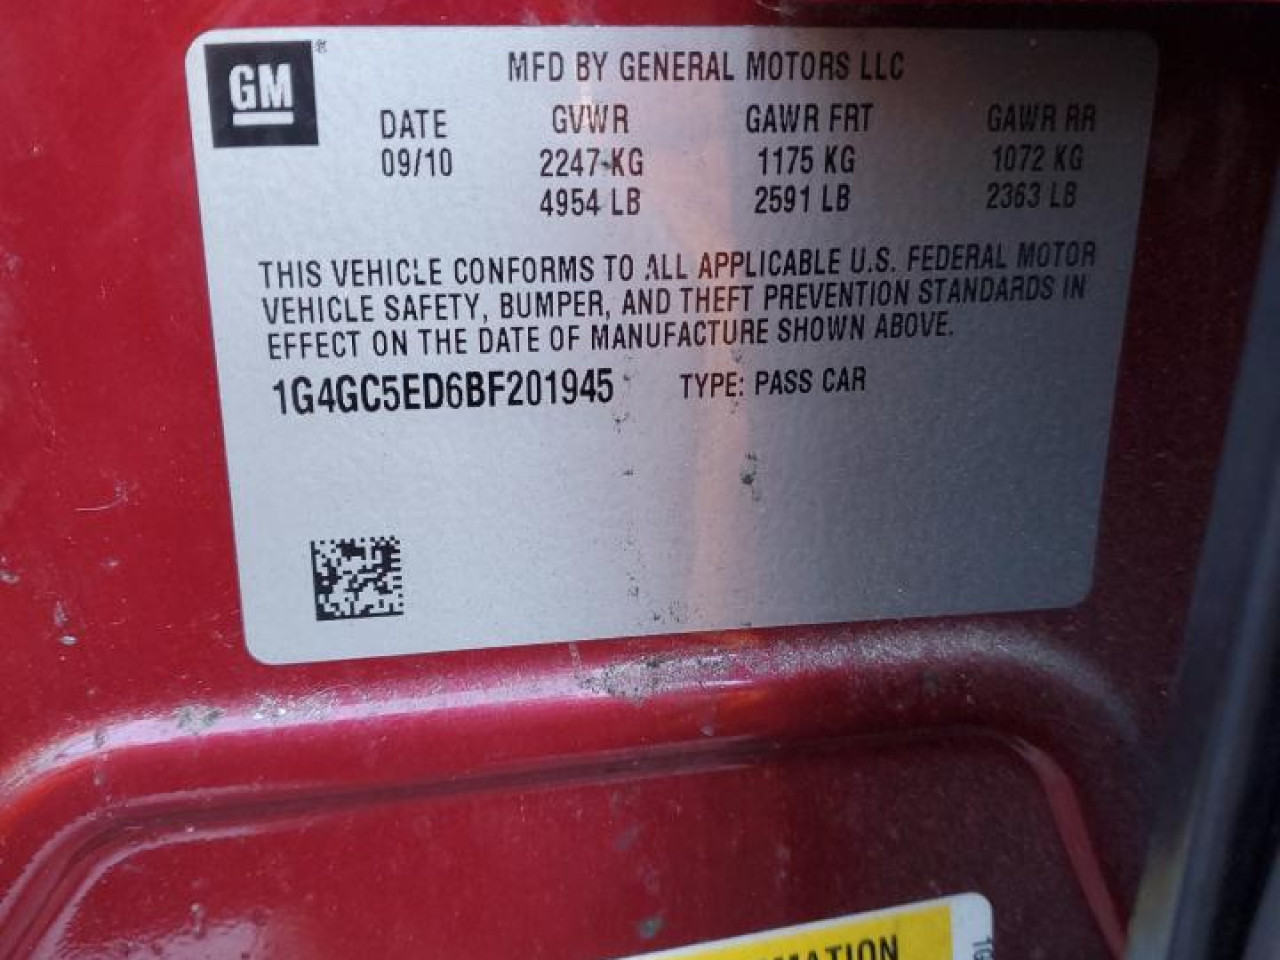 GM ®
MFD BY GENERAL MOTORS LLC
DATE GVWR GAWR FRT GAWR RR
09/10 2247 KG 1175 KG 1072 KG
4954 LB 2591 LB 2363 LB
THIS VEHICLE CONFORMS TO ALL APPLICABLE U.S. FEDERAL MOTOR
VEHICLE SAFETY, BUMPER, AND THEFT PREVENTION STANDARDS IN
EFFECT ON THE DATE OF MANUFACTURE SHOWN ABOVE.
1G4GC5ED6BF201945 TYPE: PASS CAR